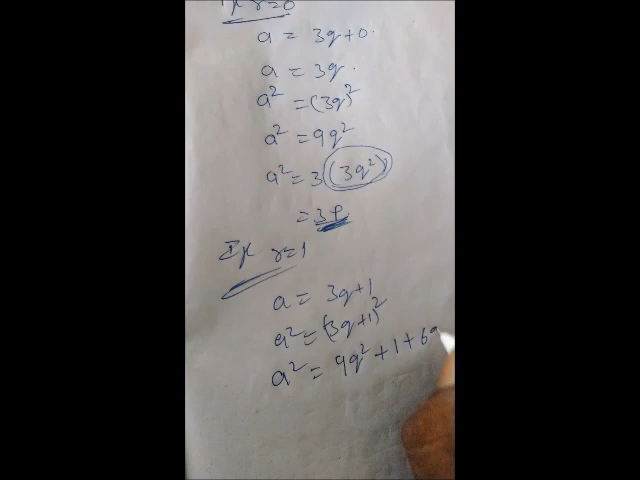 If r=0
a = 3q+0.
a = 3q.
a² = (3q)²
a² = 9q²
a² = 3(3q²)
= 3P
If r=1
a = 3q+1
a² = (3q+1)²
a² = 9q²+1+6q